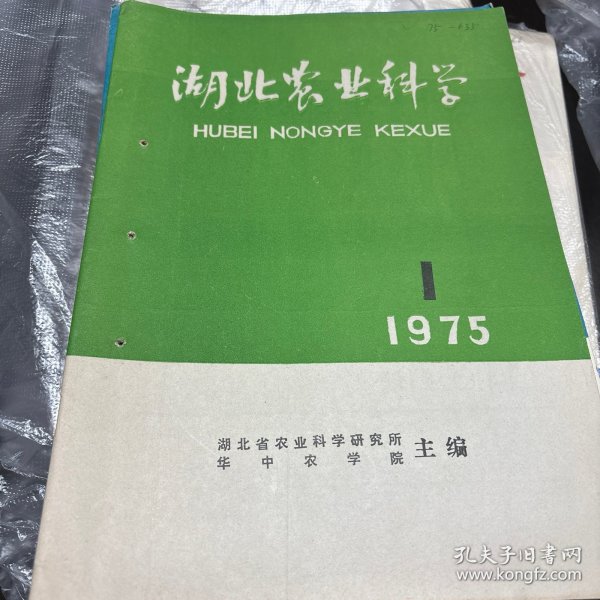 湖北农业科学
HUBEI NONGYE KEXUE
1
1975
湖北省农业科学研究所
华中农学院
主编
孔夫子旧书网
www.kongfz.com